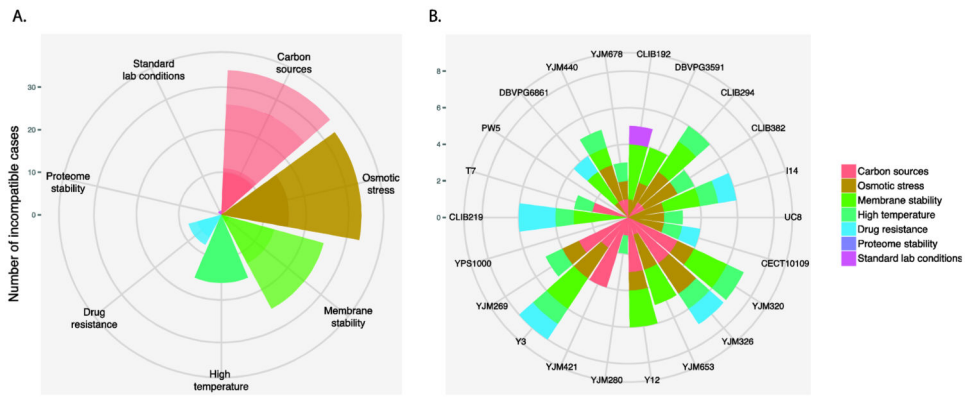 A.
B.
Number of incompatible cases
30
20
10
0
Standard
lab conditions
Carbon
sources
Proteome
stability
Osmotic
stress
Drug
resistance
Membrane
stability
High
temperature
8
6
4
2
0
YJM678
CLIB192
YJM440
DBVPG3591
DBVPG6861
CLIB294
PW5
CLIB382
T7
I14
CLIB219
UC8
YPS1000
CECT10109
YJM269
YJM320
Y3
YJM326
YJM421
YJM653
YJM280
Y12
Carbon sources
Osmotic stress
Membrane stability
High temperature
Drug resistance
Proteome stability
Standard lab conditions